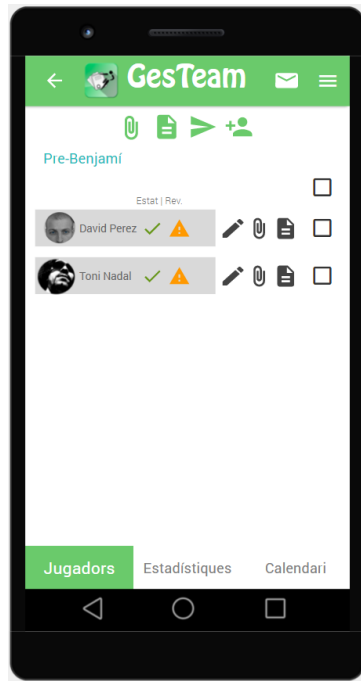 GesTeam
Pre-Benjamí
Estat | Rev.
David Perez
Toni Nadal
Jugadors Estadístiques Calendari